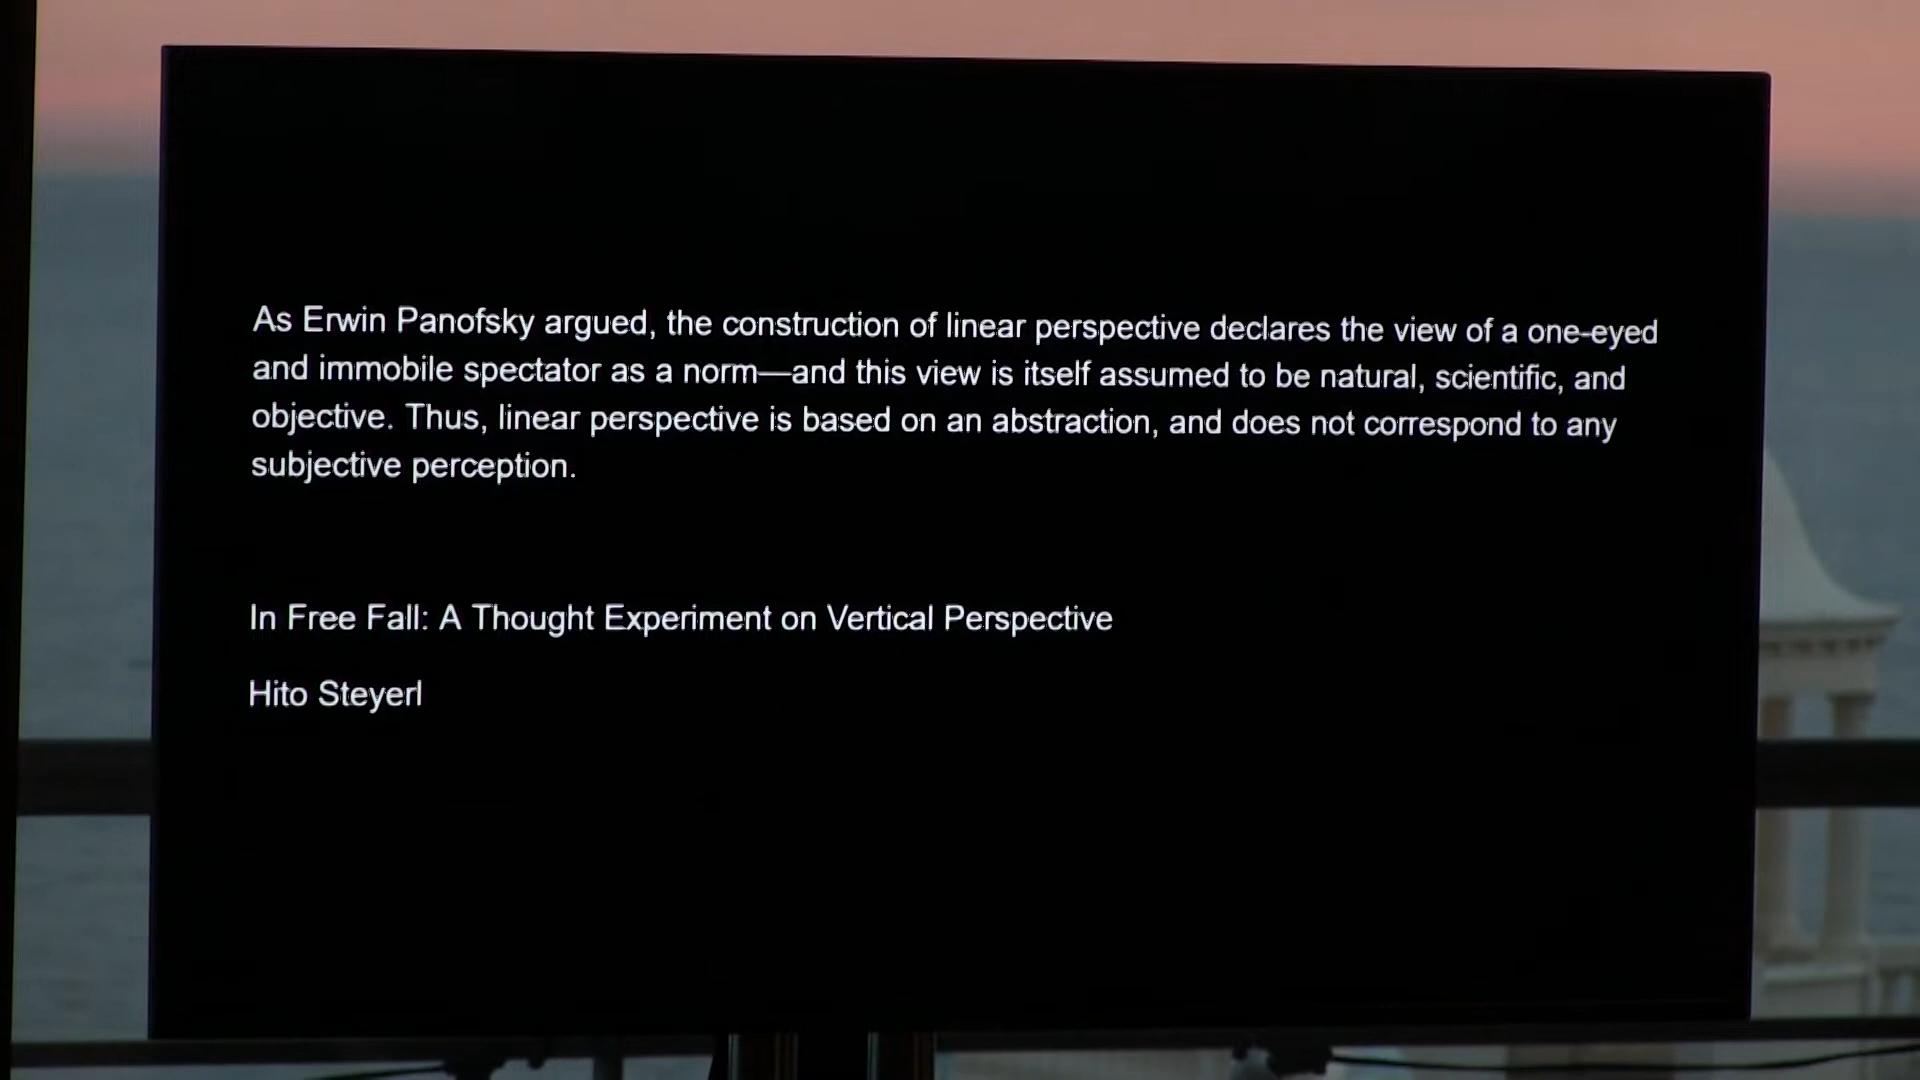 As Erwin Panofsky argued, the construction of linear perspective declares the view of a one-eyed
and immobile spectator as a norm—and this view is itself assumed to be natural, scientific, and
objective. Thus, linear perspective is based on an abstraction, and does not correspond to any
subjective perception.
In Free Fall: A Thought Experiment on Vertical Perspective
Hito Steyerl